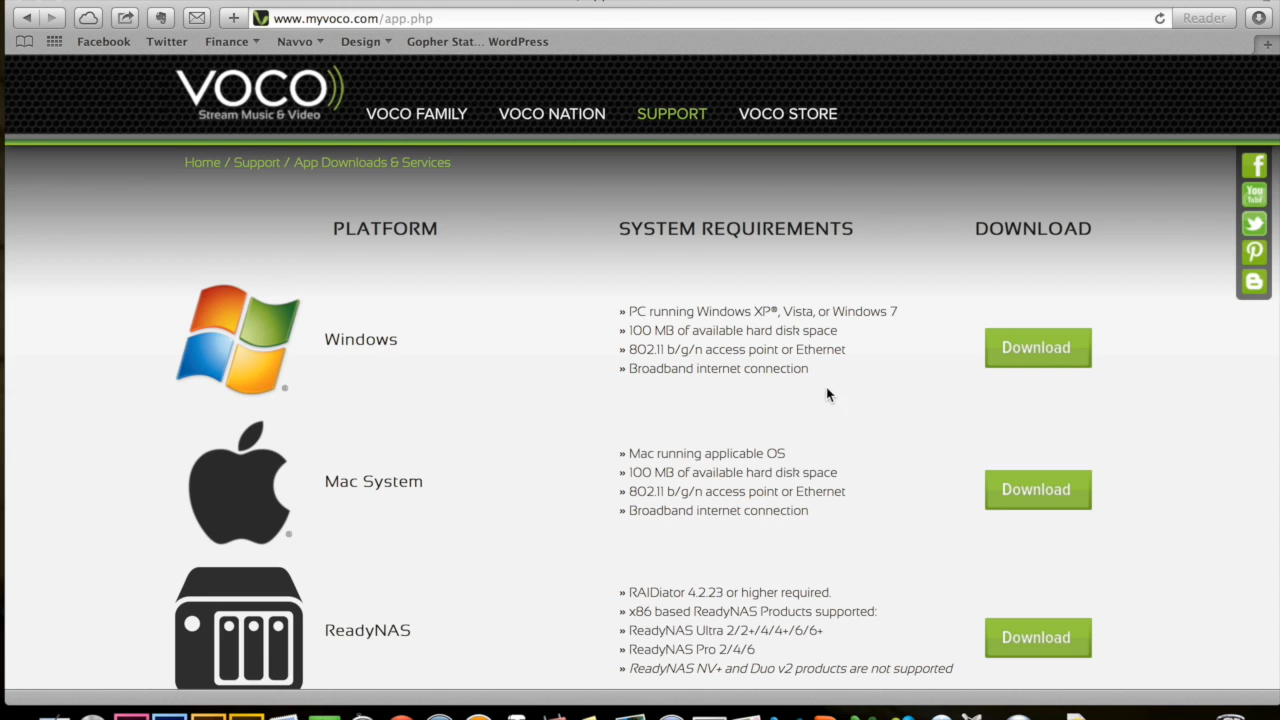 www.myvoco.com/app.php
Reader
Facebook Twitter Finance Navvo Design Gopher Stat... WordPress
VOCO
Stream Music & Video
VOCO FAMILY VOCO NATION SUPPORT VOCO STORE
Home / Support / App Downloads & Services
PLATFORM SYSTEM REQUIREMENTS DOWNLOAD
Windows
» PC running Windows XP®, Vista, or Windows 7
» 100 MB of available hard disk space
» 802.11 b/g/n access point or Ethernet
» Broadband internet connection
Download
Mac System
» Mac running applicable OS
» 100 MB of available hard disk space
» 802.11 b/g/n access point or Ethernet
» Broadband internet connection
Download
ReadyNAS
» RAIDiator 4.2.23 or higher required.
» x86 based ReadyNAS Products supported:
» ReadyNAS Ultra 2/2+/4/4+/6/6+
» ReadyNAS Pro 2/4/6
» ReadyNAS NV+ and Duo v2 products are not supported
Download
You
Tube